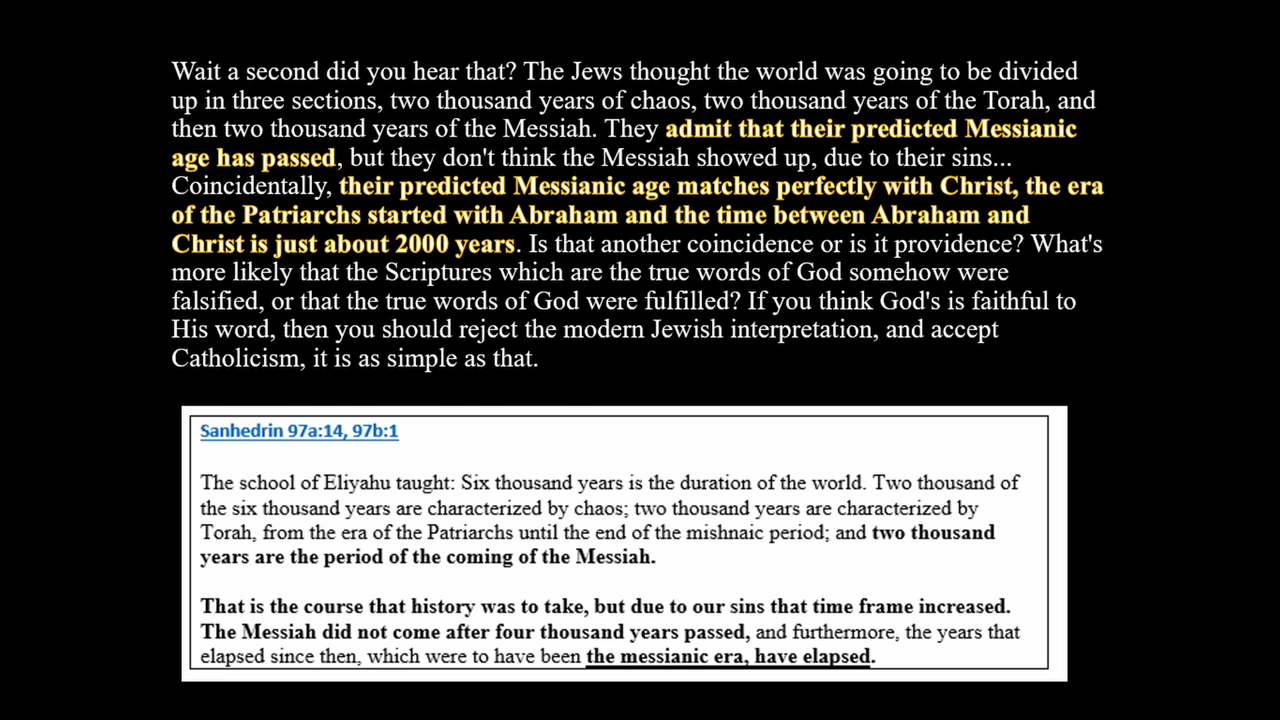 Wait a second did you hear that? The Jews thought the world was going to be divided
up in three sections, two thousand years of chaos, two thousand years of the Torah, and
then two thousand years of the Messiah. They admit that their predicted Messianic
age has passed, but they don't think the Messiah showed up, due to their sins...
Coincidentally, their predicted Messianic age matches perfectly with Christ, the era
of the Patriarchs started with Abraham and the time between Abraham and
Christ is just about 2000 years. Is that another coincidence or is it providence? What's
more likely that the Scriptures which are the true words of God somehow were
falsified, or that the true words of God were fulfilled? If you think God's is faithful to
His word, then you should reject the modern Jewish interpretation, and accept
Catholicism, it is as simple as that.
Sanhedrin 97a:14, 97b:1
The school of Eliyahu taught: Six thousand years is the duration of the world. Two thousand of
the six thousand years are characterized by chaos; two thousand years are characterized by
Torah, from the era of the Patriarchs until the end of the mishnaic period; and two thousand
years are the period of the coming of the Messiah.
That is the course that history was to take, but due to our sins that time frame increased.
The Messiah did not come after four thousand years passed, and furthermore, the years that
elapsed since then, which were to have been the messianic era, have elapsed.